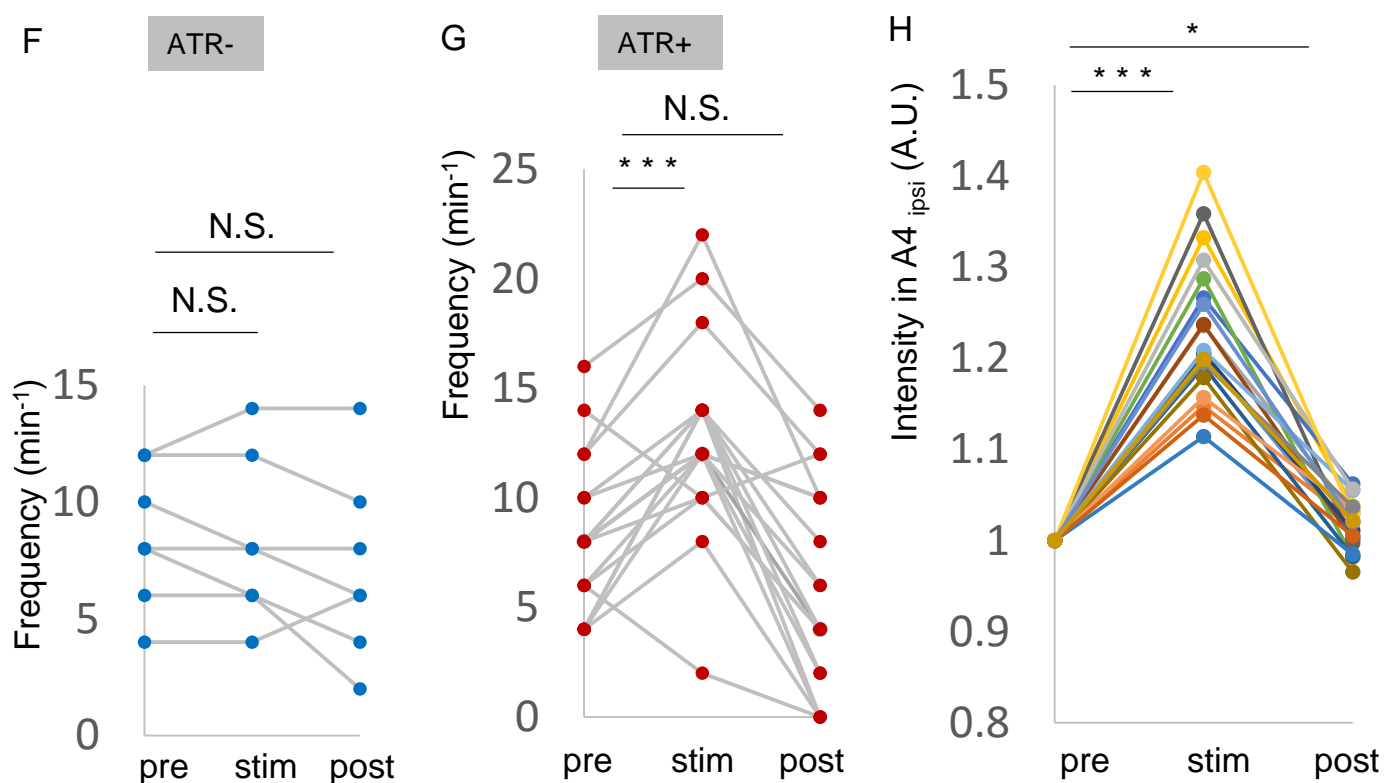 F
ATR-
N.S.
N.S.
Frequency (min-1)
15
10
5
0
pre stim post
G
ATR+
N.S.
* * *
Frequency (min-1)
25
20
15
10
5
0
pre stim post
H
*
* * *
Intensity in A4 ipsi (A.U.)
1.5
1.4
1.3
1.2
1.1
1
0.9
0.8
pre stim post